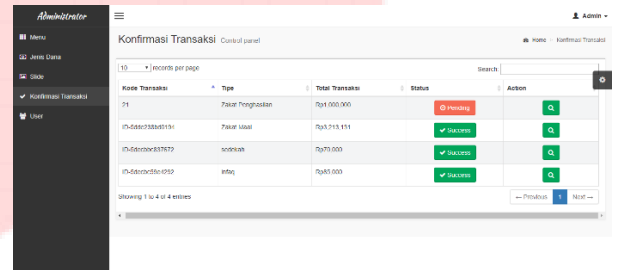 Administrator
Admin
Menu
Konfirmasi Transaksi Control panel
Home Konfirmasi Transaksi
Jenis Dana
Slide
10 records per page
Search:
Kode Transaksi Tipe Total Transaksi Status Action
Konfirmasi Transaksi
21 Zakat Penghasilan Rp1,000,000 Pending
User
Zakat Maal Rp3,213,131 Success
sedekah Rp70,000 Success
infaq Rp85,000 Success
Showing 1 to 4 of 4 entries
← Previous 1 Next →